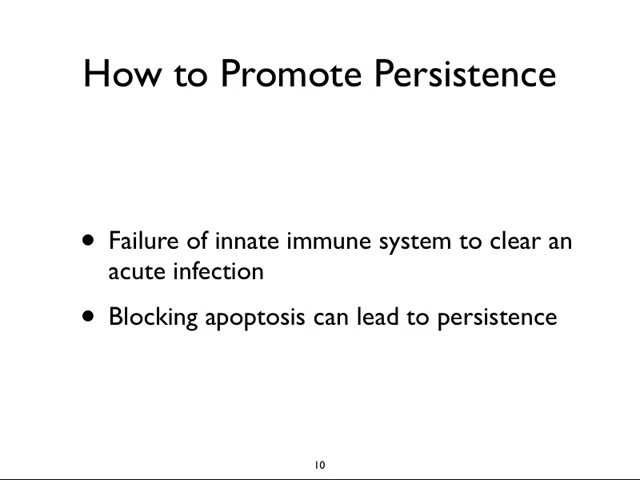 How to Promote Persistence
• Failure of innate immune system to clear an
acute infection
• Blocking apoptosis can lead to persistence
10